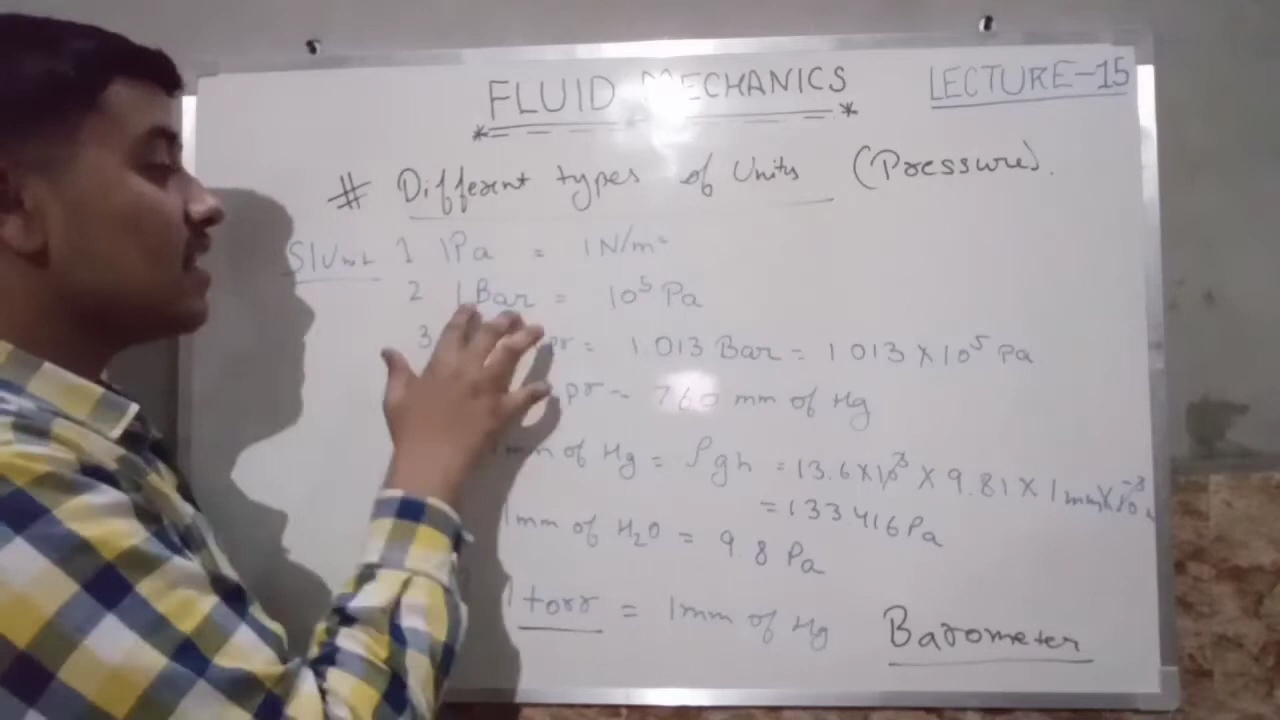 FLUID MECHANICS LECTURE-15
# Different types of Units (Pressure).
SI Unit 1 1Pa = 1N/m²
2 1 Bar = 10⁵ Pa
3 pr = 1.013 Bar = 1.013 × 10⁵ Pa
pr = 760 mm of Hg
1mm of Hg = ρgh = 13.6×10³ × 9.81 × 1mm×10⁻³
= 133.416 Pa
1mm of H₂O = 9.8 Pa
1 torr = 1mm of Hg Barometer